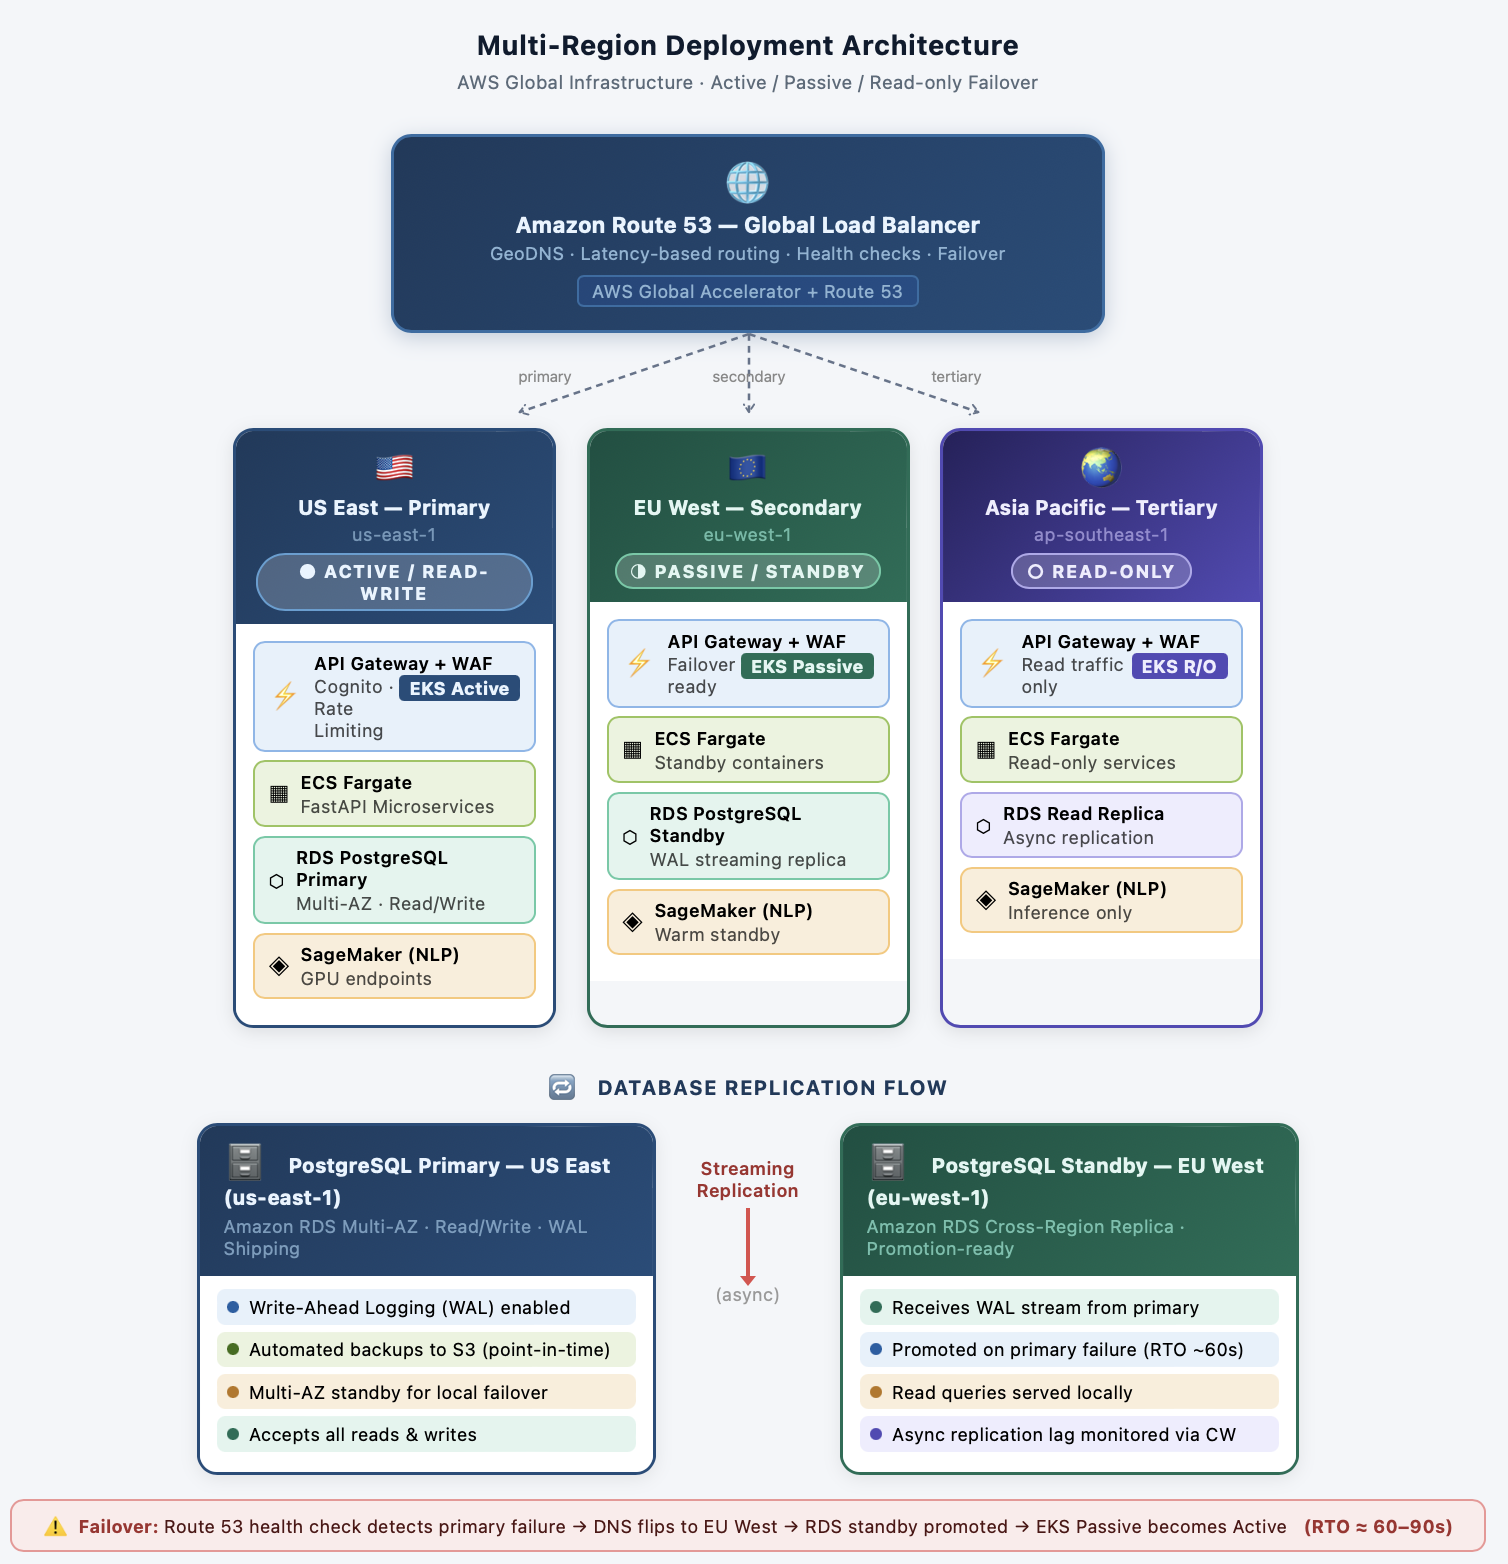 Multi-Region Deployment Architecture
AWS Global Infrastructure · Active / Passive / Read-only Failover
Amazon Route 53 — Global Load Balancer
GeoDNS · Latency-based routing · Health checks · Failover
AWS Global Accelerator + Route 53
primary
secondary
tertiary
US East — Primary
us-east-1
ACTIVE / READ-
WRITE
API Gateway + WAF
Cognito ·
Rate
Limiting
EKS Active
ECS Fargate
FastAPI Microservices
RDS PostgreSQL
Primary
Multi-AZ · Read/Write
SageMaker (NLP)
GPU endpoints
EU West — Secondary
eu-west-1
PASSIVE / STANDBY
API Gateway + WAF
Failover
ready
EKS Passive
ECS Fargate
Standby containers
RDS PostgreSQL
Standby
WAL streaming replica
SageMaker (NLP)
Warm standby
Asia Pacific — Tertiary
ap-southeast-1
READ-ONLY
API Gateway + WAF
Read traffic
only
EKS R/O
ECS Fargate
Read-only services
RDS Read Replica
Async replication
SageMaker (NLP)
Inference only
DATABASE REPLICATION FLOW
PostgreSQL Primary — US East
(us-east-1)
Amazon RDS Multi-AZ · Read/Write · WAL
Shipping
Write-Ahead Logging (WAL) enabled
Automated backups to S3 (point-in-time)
Multi-AZ standby for local failover
Accepts all reads & writes
Streaming
Replication
(async)
PostgreSQL Standby — EU West
(eu-west-1)
Amazon RDS Cross-Region Replica ·
Promotion-ready
Receives WAL stream from primary
Promoted on primary failure (RTO ~60s)
Read queries served locally
Async replication lag monitored via CW
Failover: Route 53 health check detects primary failure → DNS flips to EU West → RDS standby promoted → EKS Passive becomes Active (RTO ≈ 60–90s)